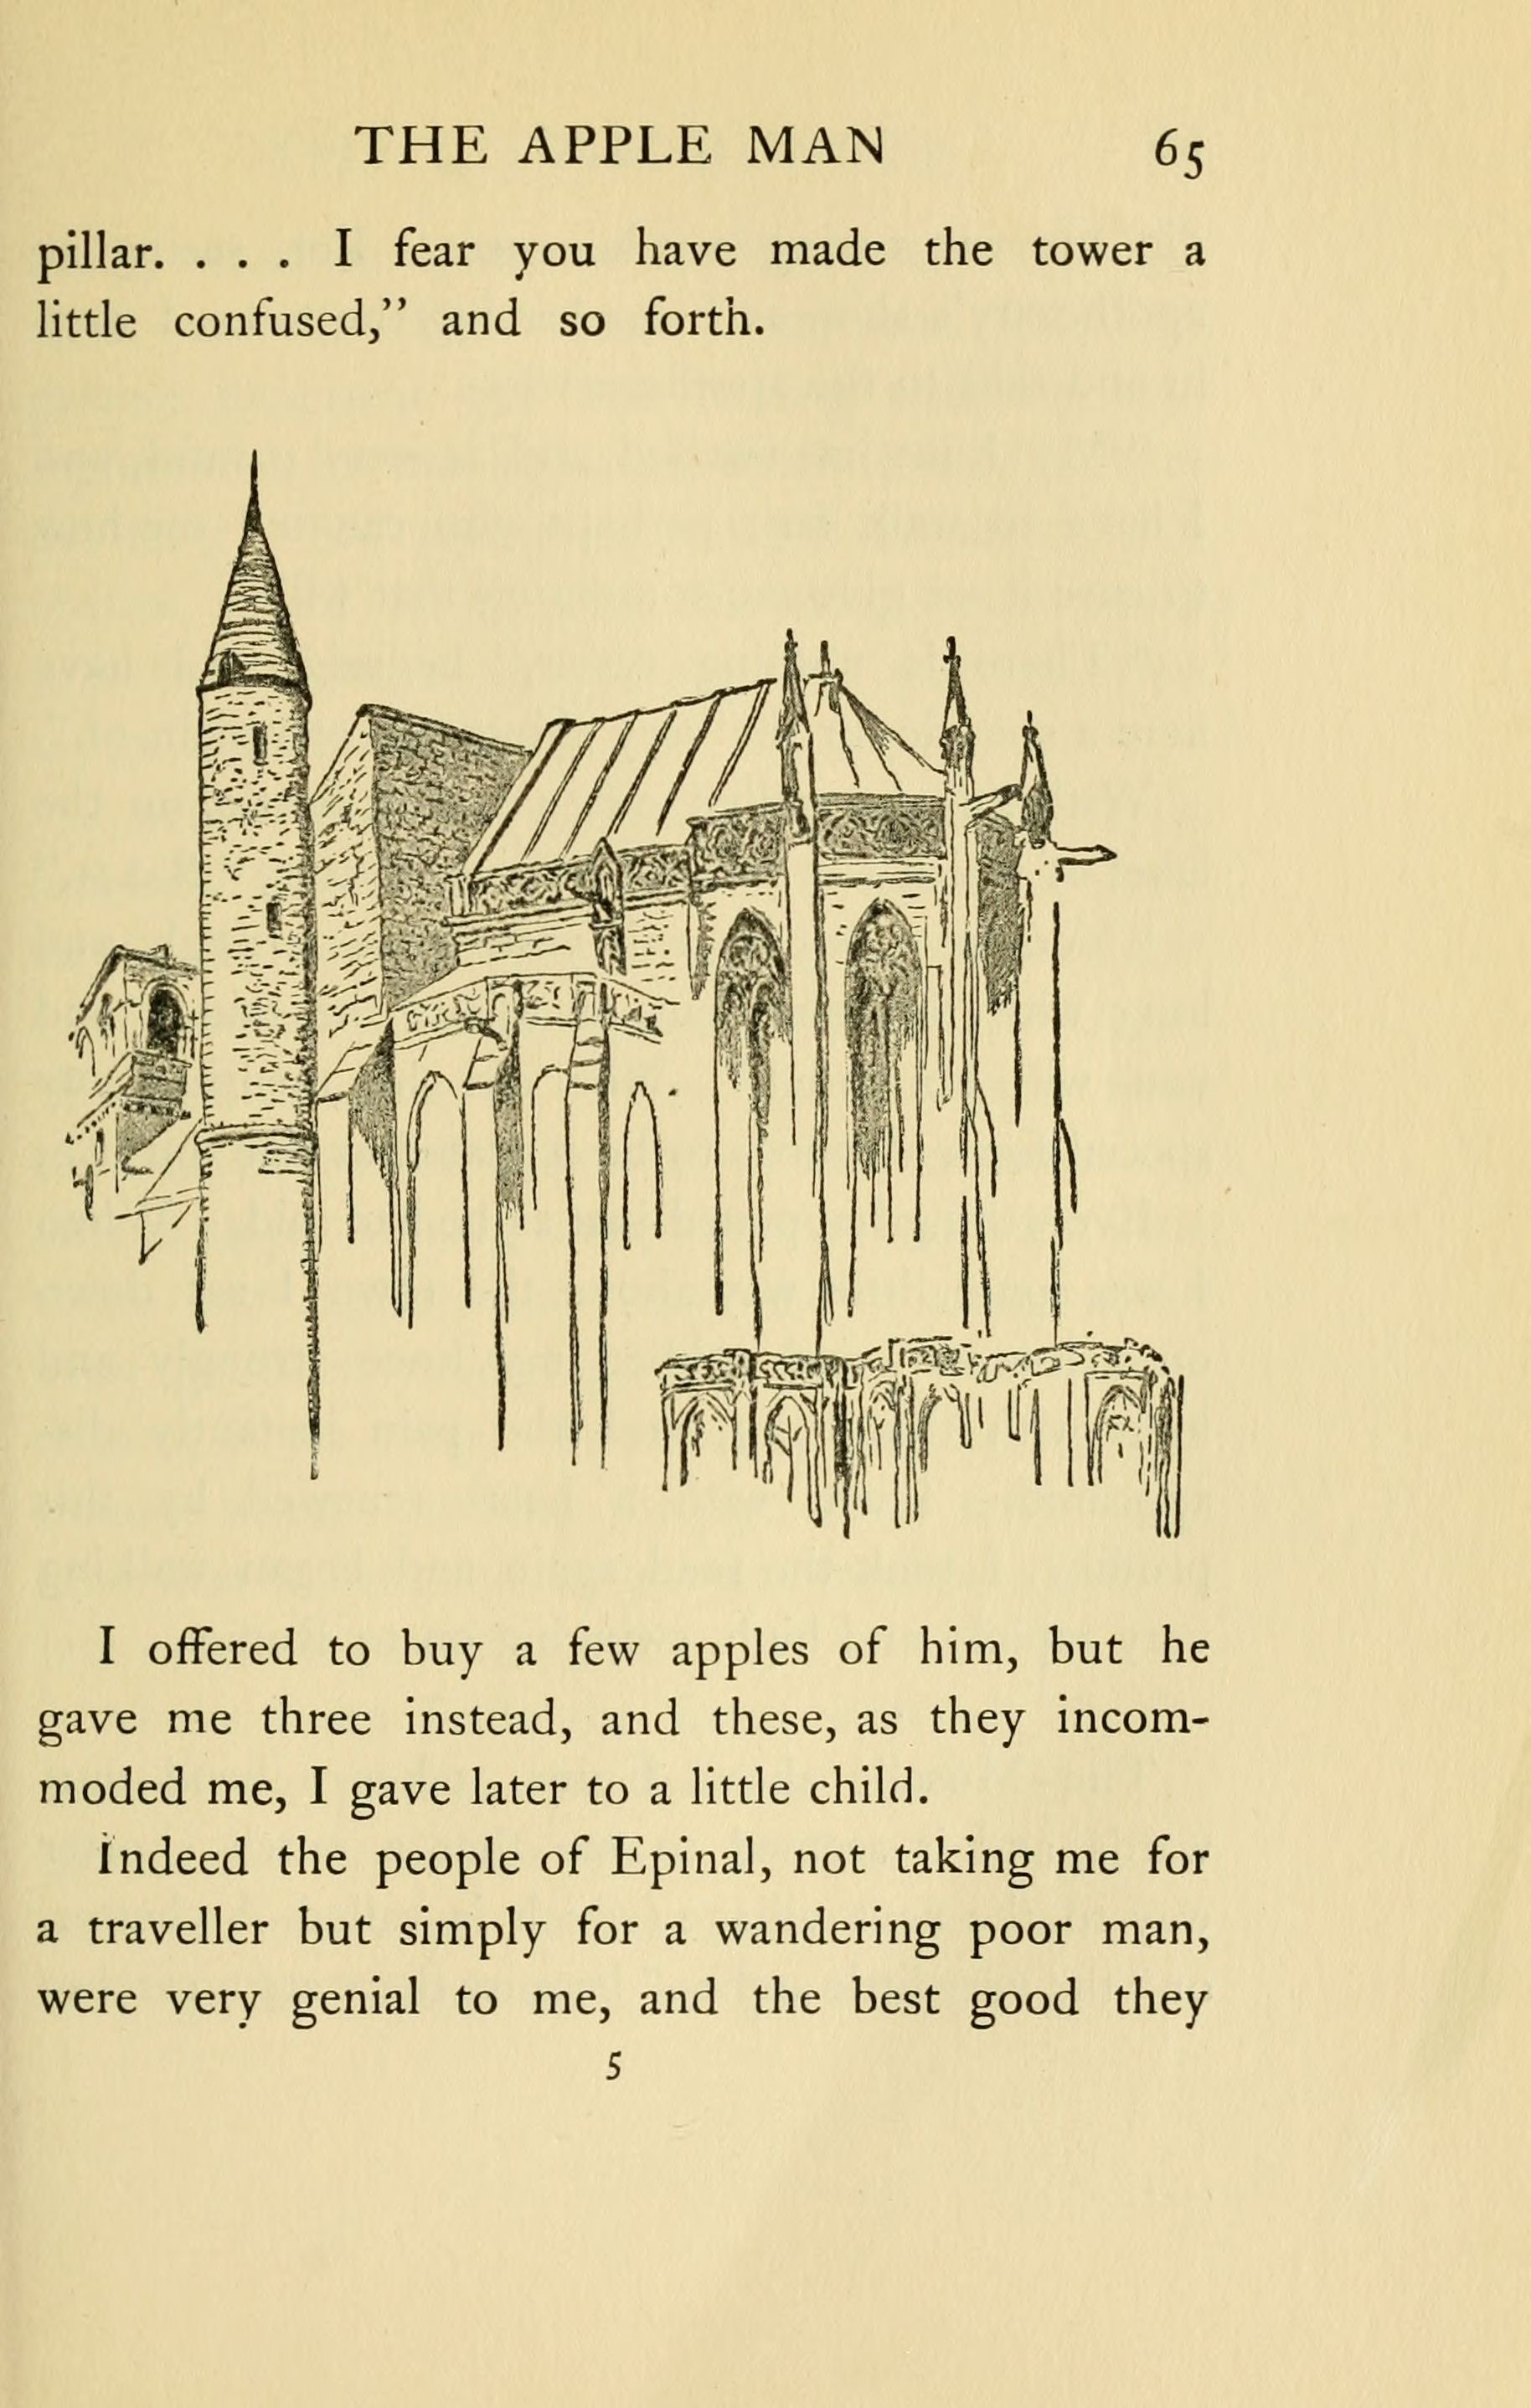 THE APPLE MAN 65
pillar. . . . I fear you have made the tower a
little confused,” and so forth.
I offered to buy a few apples of him, but he
gave me three instead, and these, as they incom-
moded me, I gave later to a little child.
Indeed the people of Epinal, not taking me for
a traveller but simply for a wandering poor man,
were very genial to me, and the best good they
5